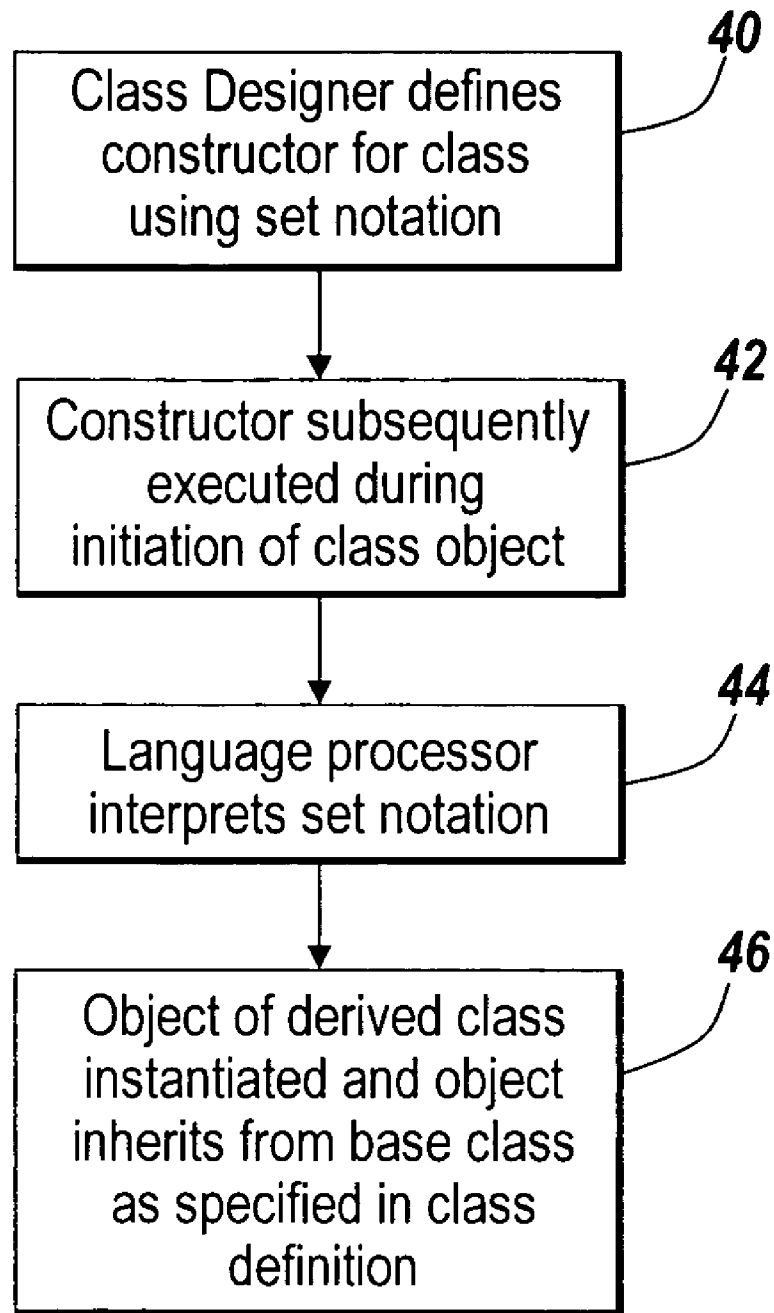 40
Class Designer defines
constructor for class
using set notation
42
Constructor subsequently
executed during
initiation of class object
44
Language processor
interprets set notation
46
Object of derived class
instantiated and object
inherits from base class
as specified in class
definition